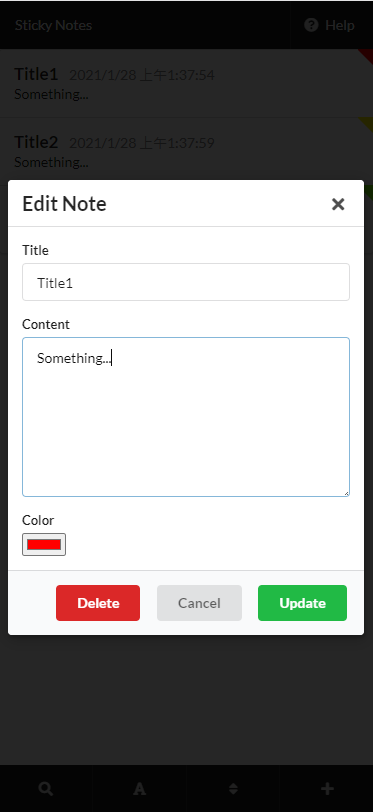 Sticky Notes
Help
Title1 2021/1/28 上午1:37:54
Something...
Title2 2021/1/28 上午1:37:59
Something...
Edit Note
Title
Title1
Content
Something...
Color
Delete
Cancel
Update
A